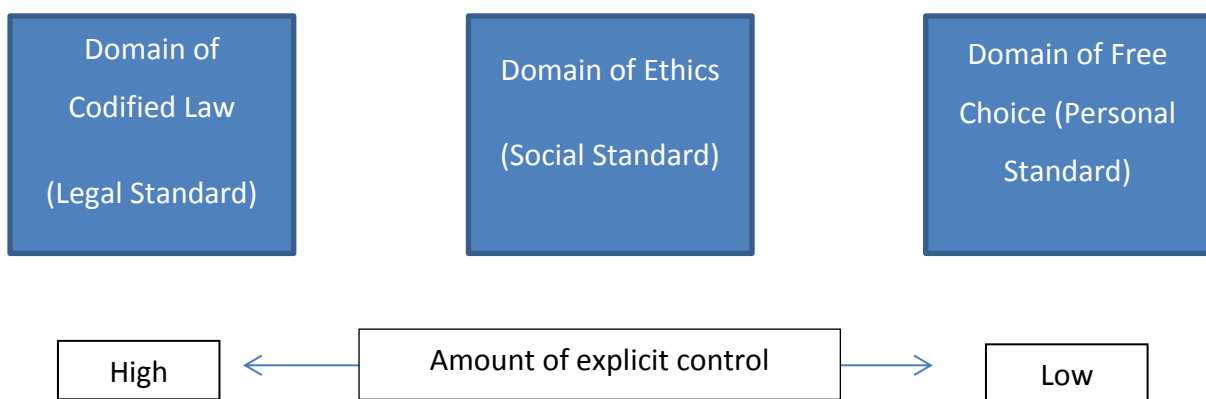 Domain of
Codified Law
(Legal Standard)
Domain of Ethics
(Social Standard)
Domain of Free
Choice (Personal
Standard)
High
Amount of explicit control
Low